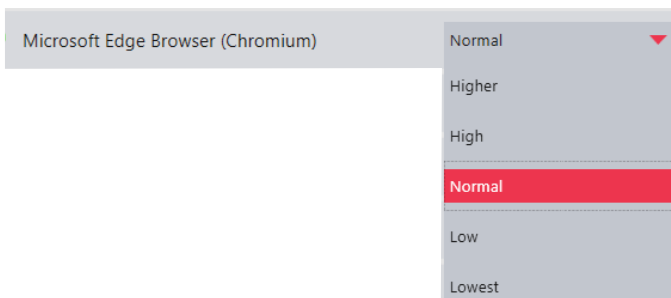 Microsoft Edge Browser (Chromium) Normal
Higher
High
Normal
Low
Lowest